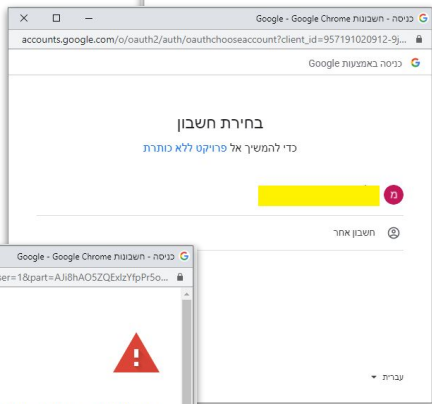 כניסה - חשבונות Google - Google Chrome
accounts.google.com/o/oauth2/auth/oauthchooseaccount?client_id=957191020912-9j...
כניסה באמצעות Google
בחירת חשבון
כדי להמשיך אל פרויקט ללא כותרת
מ
חשבון אחר
כניסה - חשבונות Google - Google Chrome
ser=1&part=AJi8hAO5ZQExlzYfpPr5o...
עברית